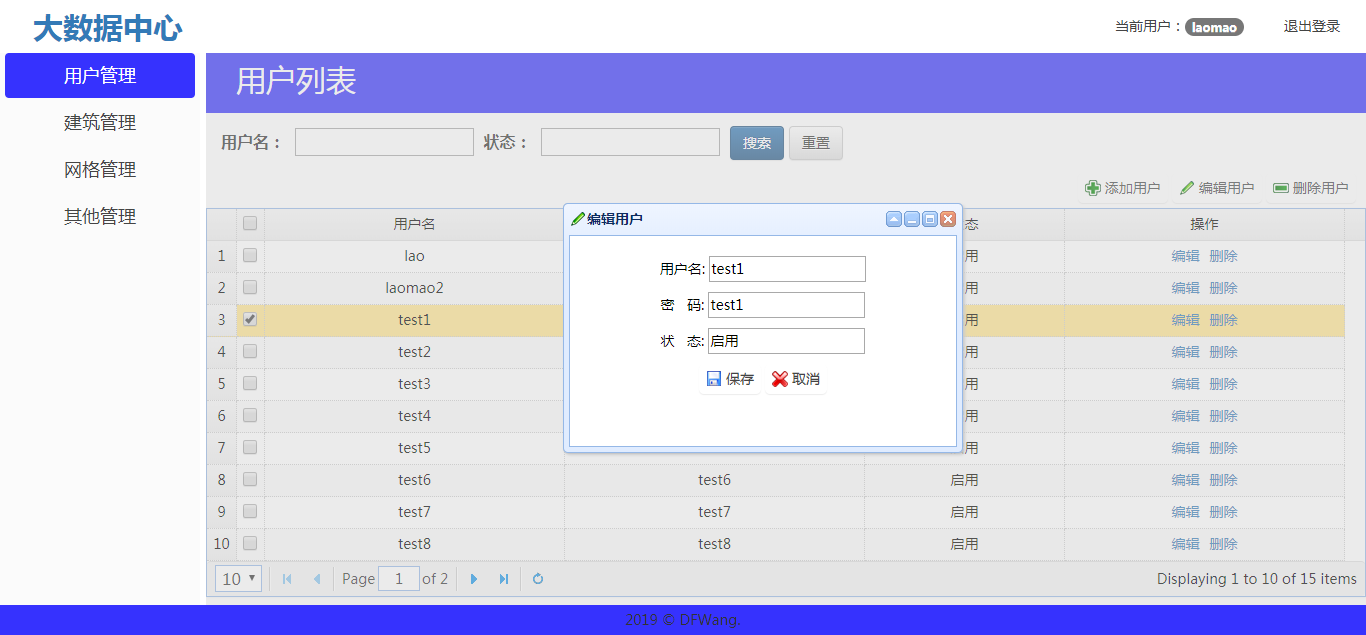 大数据中心
当前用户：laomao 退出登录
用户管理
建筑管理
网格管理
其他管理
用户列表
用户名： 状态： 搜索 重置
添加用户 编辑用户 删除用户
用户名 态 操作
1 lao 用 编辑 删除
2 laomao2 用 编辑 删除
3 test1 用 编辑 删除
4 test2 用 编辑 删除
5 test3 用 编辑 删除
6 test4 用 编辑 删除
7 test5 用 编辑 删除
8 test6 test6 启用 编辑 删除
9 test7 test7 启用 编辑 删除
10 test8 test8 启用 编辑 删除
编辑用户
用户名: test1
密 码: test1
状 态: 启用
保存 取消
10 Page 1 of 2 Displaying 1 to 10 of 15 items
2019 © DFWang.